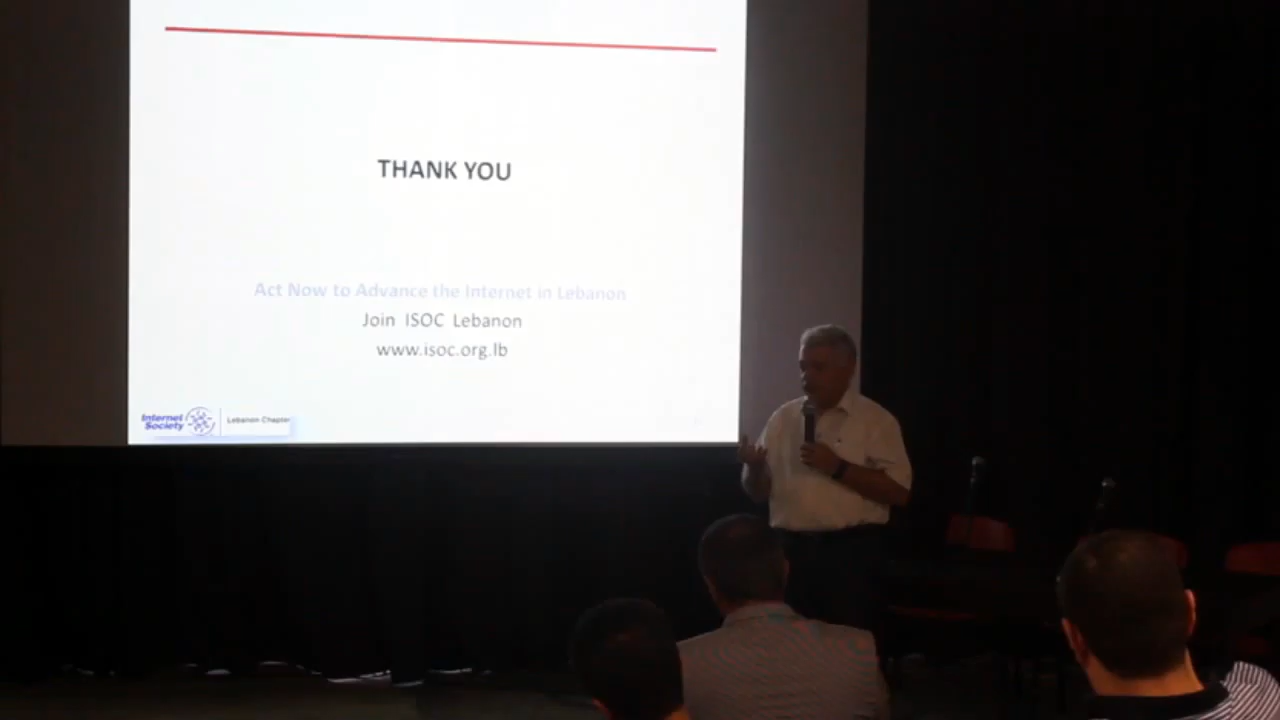 THANK YOU
Act Now to Advance the Internet in Lebanon
Join ISOC Lebanon
www.isoc.org.lb
Internet
Society
Lebanon Chapter